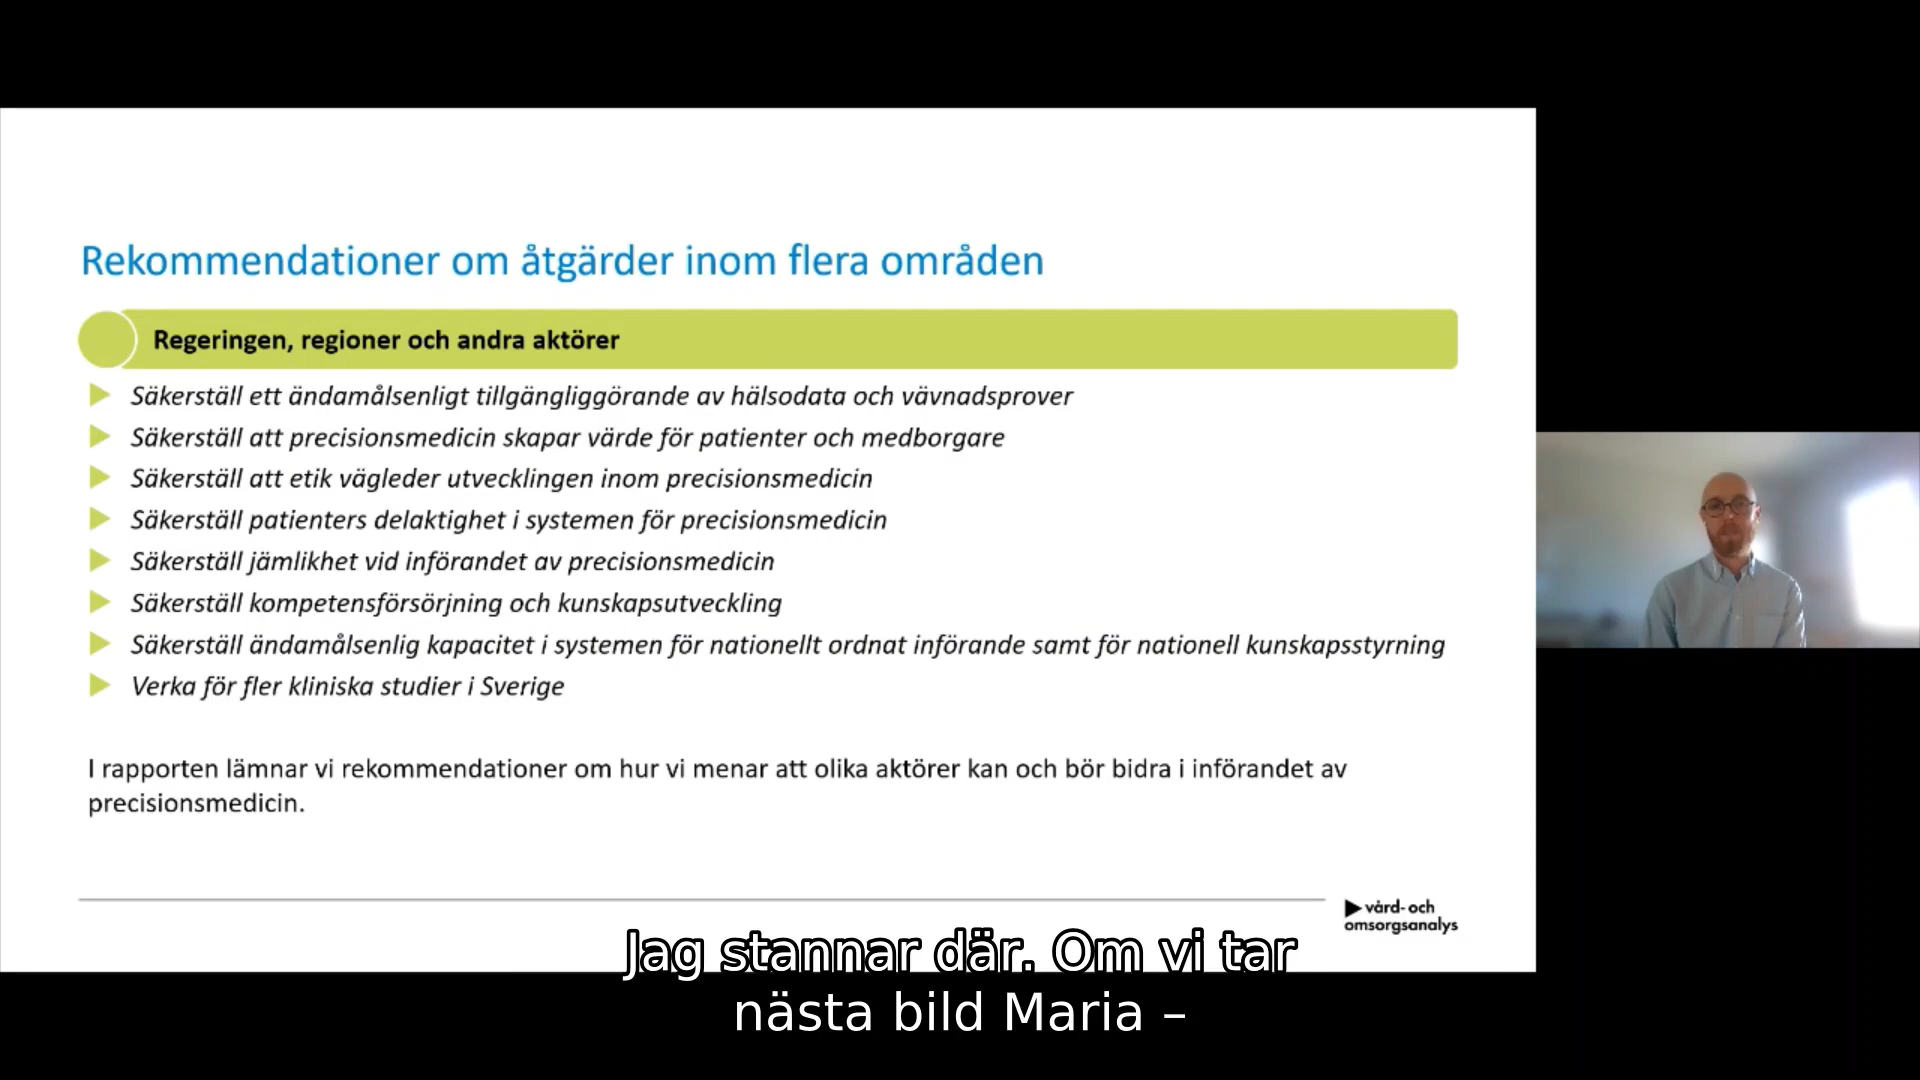 Rekommendationer om åtgärder inom flera områden
Regeringen, regioner och andra aktörer
Säkerställ ett ändamålsenligt tillgängliggörande av hälsodata och vävnadsprover
Säkerställ att precisionsmedicin skapar värde för patienter och medborgare
Säkerställ att etik vägleder utvecklingen inom precisionsmedicin
Säkerställ patienters delaktighet i systemen för precisionsmedicin
Säkerställ jämlikhet vid införandet av precisionsmedicin
Säkerställ kompetensförsörjning och kunskapsutveckling
Säkerställ ändamålsenlig kapacitet i systemen för nationellt ordnat införande samt för nationell kunskapsstyrning
Verka för fler kliniska studier i Sverige
I rapporten lämnar vi rekommendationer om hur vi menar att olika aktörer kan och bör bidra i införandet av
precisionsmedicin.
vård- och
omsorgsanalys
Jag stannar där. Om vi tar
nästa bild Maria –